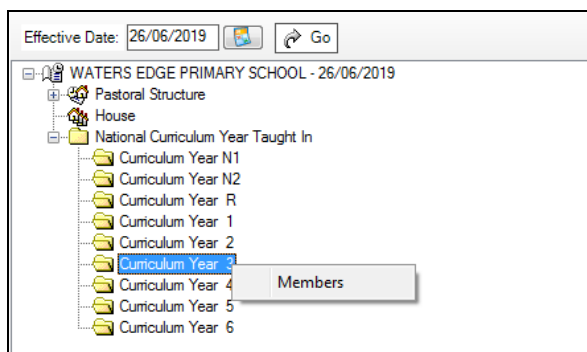 Effective Date: 26/06/2019 Go
WATERS EDGE PRIMARY SCHOOL - 26/06/2019
Pastoral Structure
House
National Curriculum Year Taught In
Curriculum Year N1
Curriculum Year N2
Curriculum Year R
Curriculum Year 1
Curriculum Year 2
Curriculum Year 3
Members
Curriculum Year 4
Curriculum Year 5
Curriculum Year 6